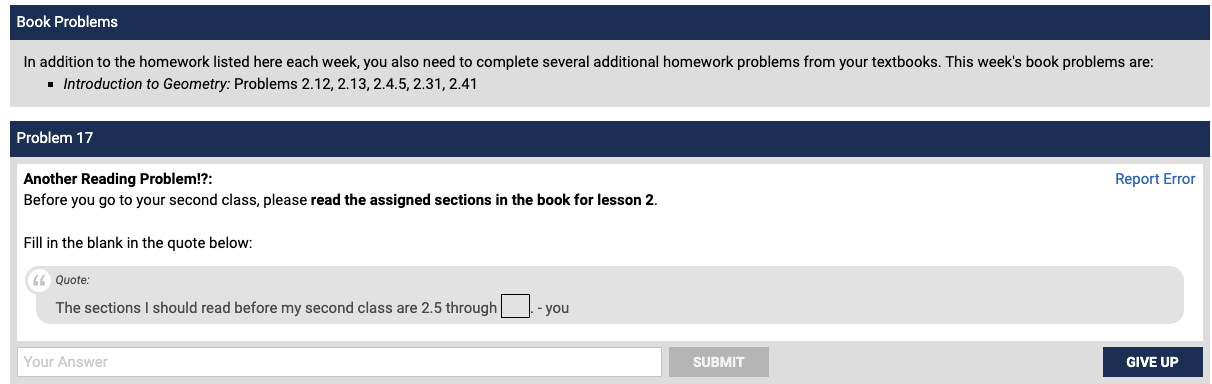 Book Problems
In addition to the homework listed here each week, you also need to complete several additional homework problems from your textbooks. This week's book problems are:
▪ Introduction to Geometry: Problems 2.12, 2.13, 2.4.5, 2.31, 2.41
Problem 17
Another Reading Problem!?:
Report Error
Before you go to your second class, please read the assigned sections in the book for lesson 2.
Fill in the blank in the quote below:
Quote:
The sections I should read before my second class are 2.5 through . - you
Your Answer
SUBMIT
GIVE UP